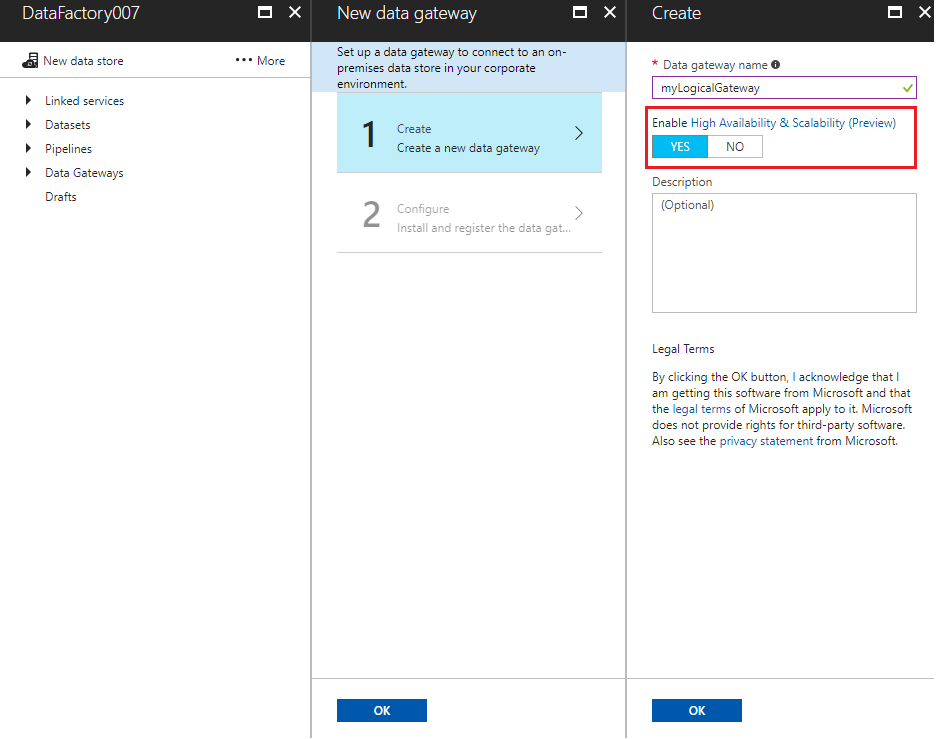 DataFactory007
New data store
More
Linked services
Datasets
Pipelines
Data Gateways
Drafts
New data gateway
Set up a data gateway to connect to an on-
premises data store in your corporate
environment.
1
Create
Create a new data gateway
2
Configure
Install and register the data gat...
OK
Create
* Data gateway name
myLogicalGateway
Enable High Availability & Scalability (Preview)
YES NO
Description
(Optional)
Legal Terms
By clicking the OK button, I acknowledge that I
am getting this software from Microsoft and that
the legal terms of Microsoft apply to it. Microsoft
does not provide rights for third-party software.
Also see the privacy statement from Microsoft.
OK